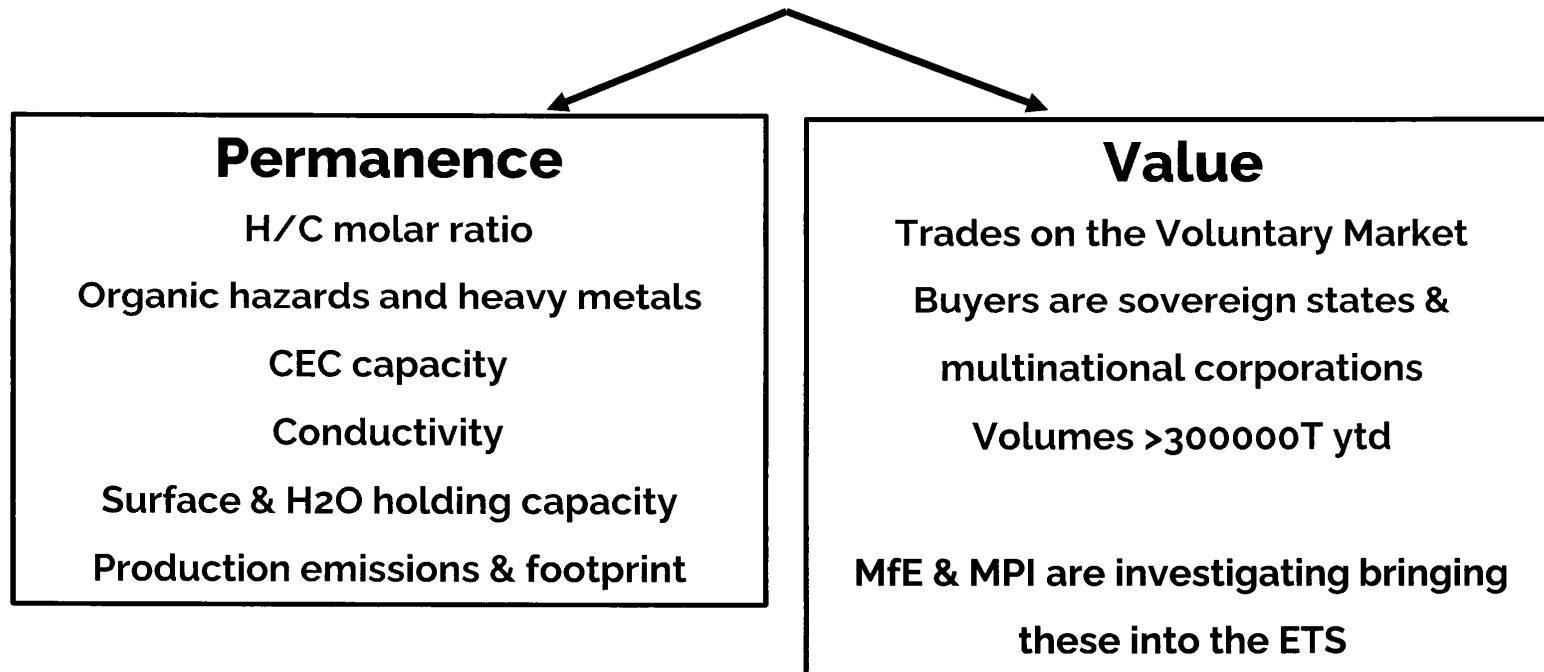 Permanence
H/C molar ratio
Organic hazards and heavy metals
CEC capacity
Conductivity
Surface & H2O holding capacity
Production emissions & footprint
Value
Trades on the Voluntary Market
Buyers are sovereign states &
multinational corporations
Volumes >300000T ytd
MfE & MPI are investigating bringing
these into the ETS